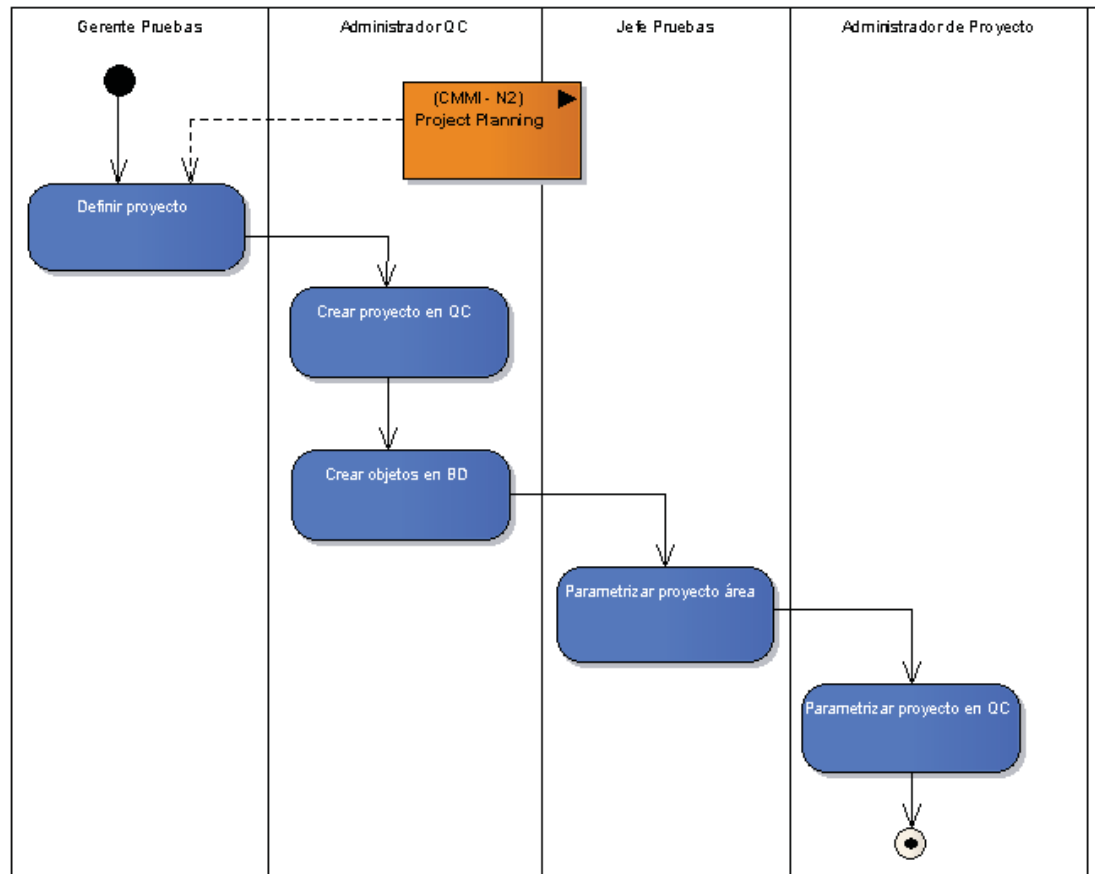 Gerente Pruebas
Administrador QC
Jefe Pruebas
Administrador de Proyecto
(CMMI - N2)
Project Planning
Definir proyecto
Crear proyecto en QC
Crear objetos en BD
Parametrizar proyecto área
Parametrizar proyecto en QC